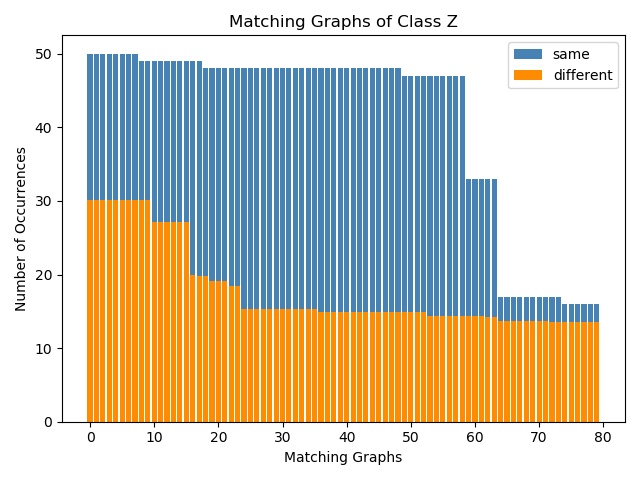 Matching Graphs of Class Z
same
different
Number of Occurrences
50
40
30
20
10
0
0 10 20 30 40 50 60 70 80
Matching Graphs